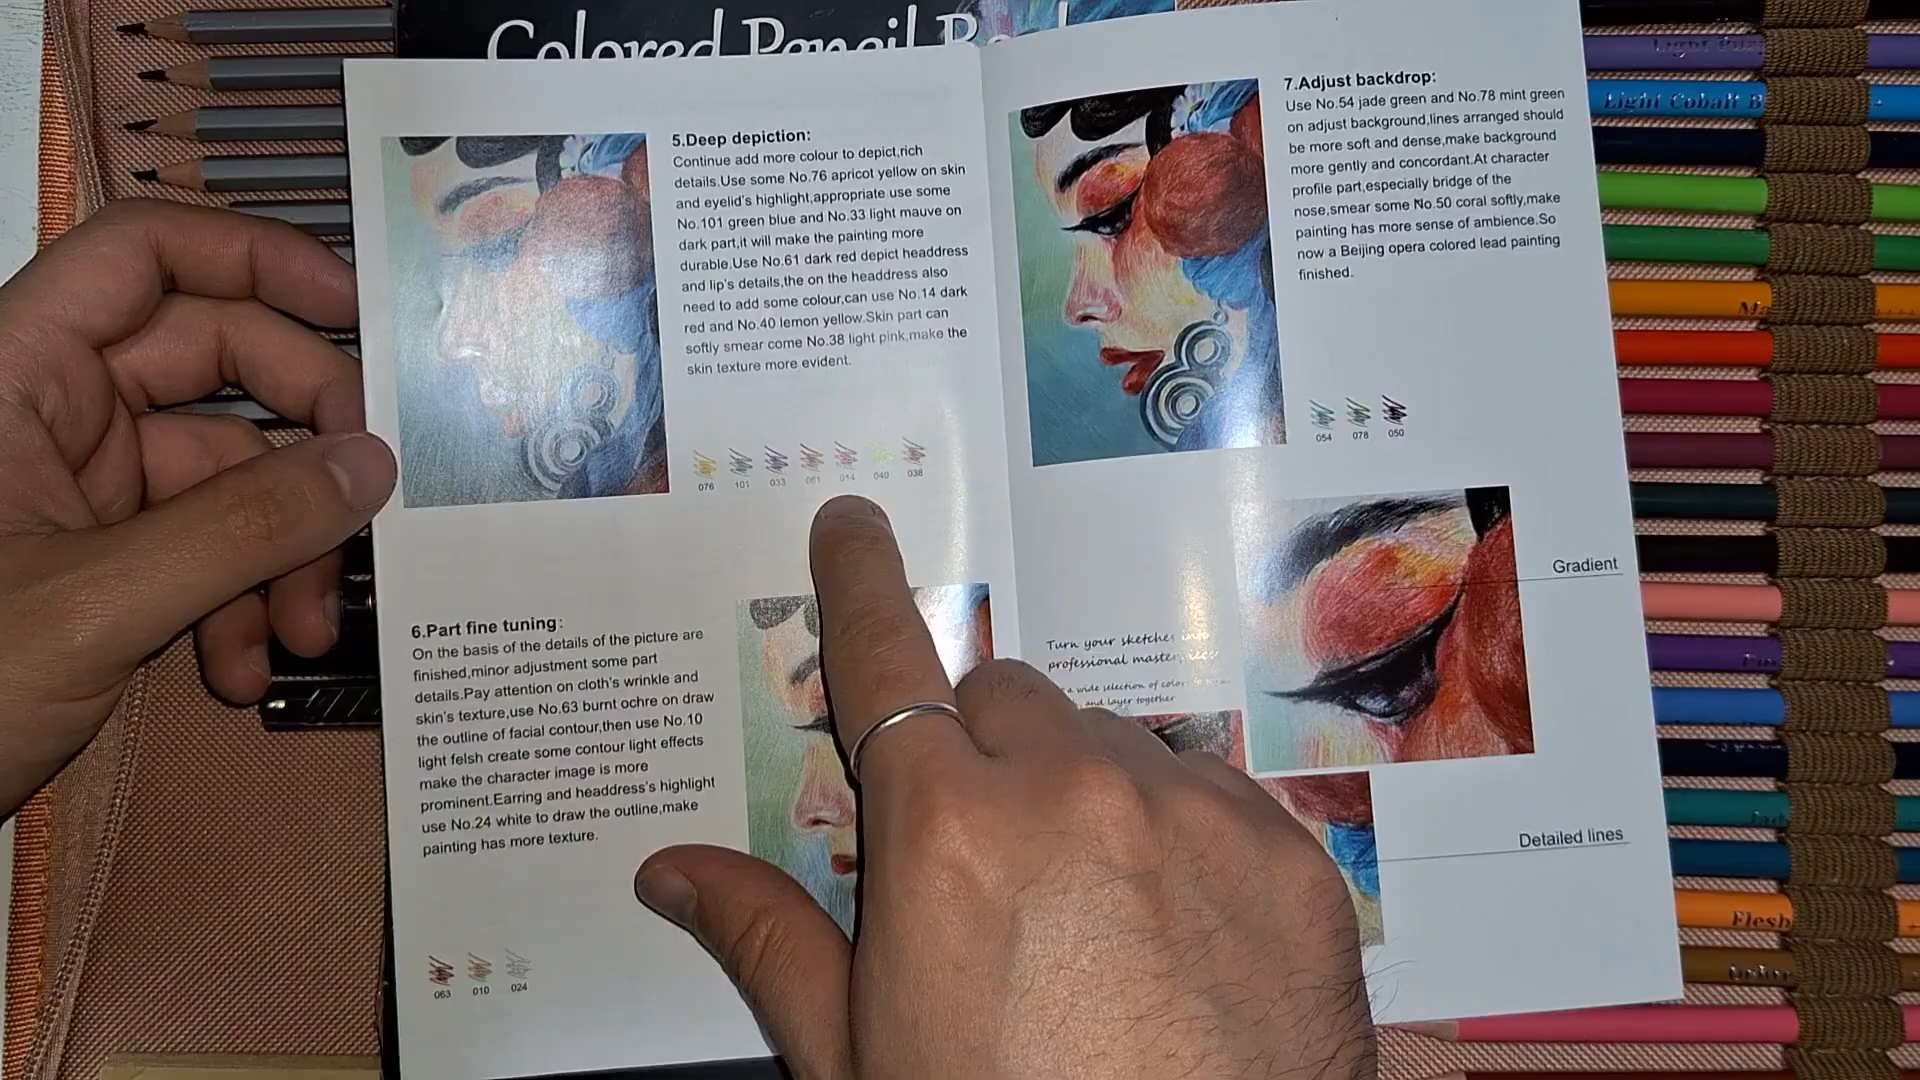 Colored Pencil
5.Deep depiction:
Continue add more colour to depict,rich
details.Use some No.76 apricot yellow on skin
and eyelid's highlight,appropriate use some
No.101 green blue and No.33 light mauve on
dark part,it will make the painting more
durable.Use No.61 dark red depict headdress
and lip's details,the on the headdress also
need to add some colour,can use No.14 dark
red and No.40 lemon yellow.Skin part can
softly smear come No.38 light pink,make the
skin texture more evident.
076 101 033 061 014 040 038
6.Part fine tuning:
On the basis of the details of the picture are
finished,minor adjustment some part
details.Pay attention on cloth's wrinkle and
skin's texture,use No.63 burnt ochre on draw
the outline of facial contour,then use No.10
light felsh create some contour light effects
make the character image is more
prominent.Earring and headdress's highlight
use No.24 white to draw the outline,make
painting has more texture.
063 010 024
7.Adjust backdrop:
Use No.54 jade green and No.78 mint green
on adjust background,lines arranged should
be more soft and dense,make background
more gently and concordant.At character
profile part,especially bridge of the
nose,smear some No.50 coral softly,make
painting has more sense of ambience.So
now a Beijing opera colored lead painting
finished.
054 078 050
Turn your sketches into
professional
a wide selection of
and layer together
Gradient
Detailed lines
Light
Light Cobalt B
Flesh